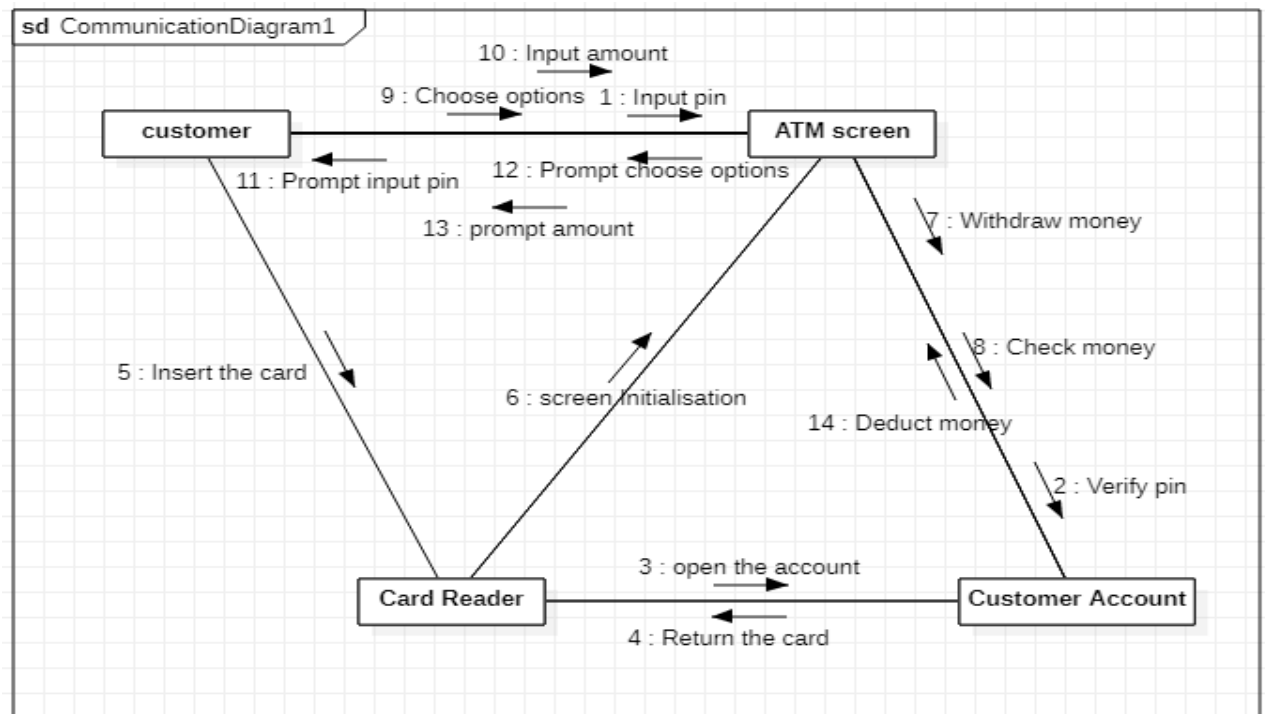 sd CommunicationDiagram1
10 : Input amount
9 : Choose options
1 : Input pin
customer
ATM screen
11 : Prompt input pin
12 : Prompt choose options
13 : prompt amount
7 : Withdraw money
8 : Check money
5 : Insert the card
6 : screen Initialisation
14 : Deduct money
2 : Verify pin
3 : open the account
Card Reader
Customer Account
4 : Return the card